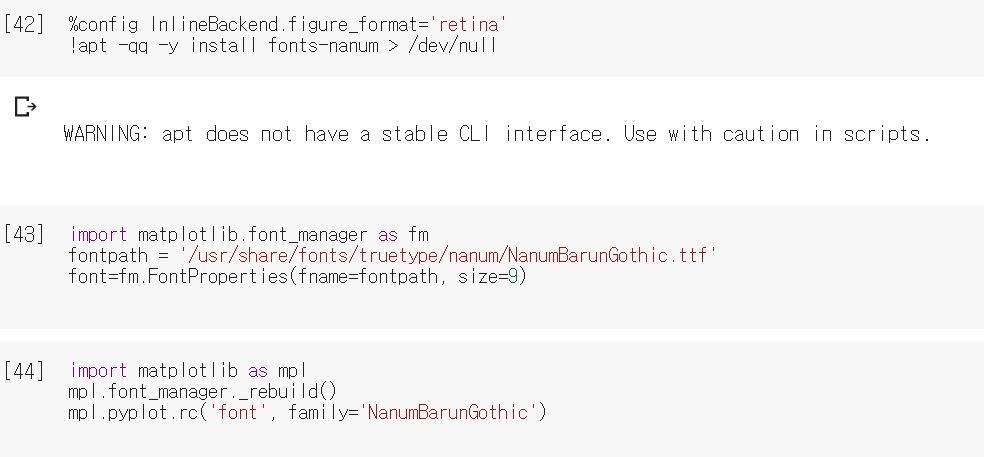 [42] %config InlineBackend.figure_format='retina'
!apt -qq -y install fonts-nanum > /dev/null
WARNING: apt does not have a stable CLI interface. Use with caution in scripts.
[43] import matplotlib.font_manager as fm
fontpath = '/usr/share/fonts/truetype/nanum/NanumBarunGothic.ttf'
font=fm.FontProperties(fname=fontpath, size=9)
[44] import matplotlib as mpl
mpl.font_manager._rebuild()
mpl.pyplot.rc('font', family='NanumBarunGothic')